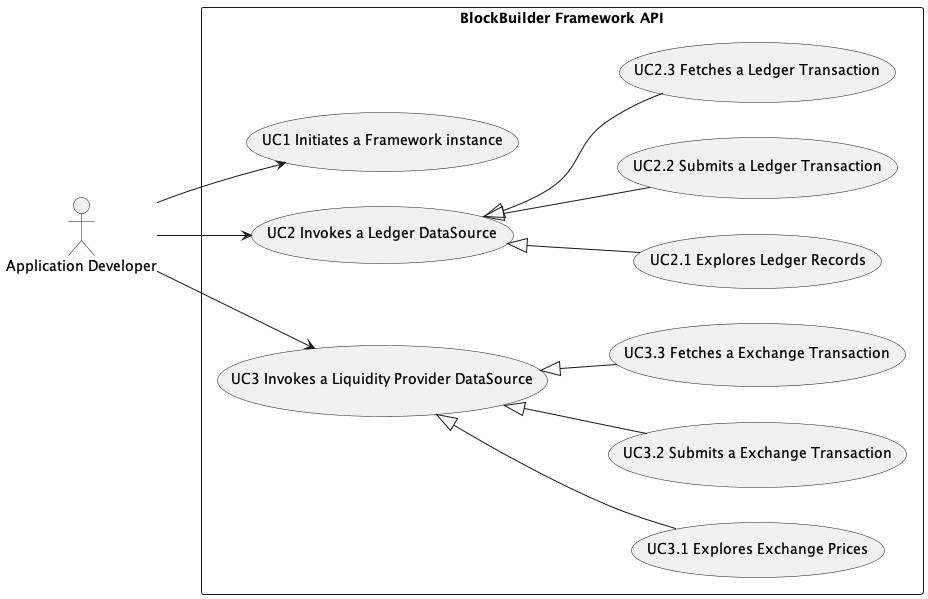 BlockBuilder Framework API
UC2.3 Fetches a Ledger Transaction
UC1 Initiates a Framework instance
UC2.2 Submits a Ledger Transaction
UC2 Invokes a Ledger DataSource
UC2.1 Explores Ledger Records
Application Developer
UC3.3 Fetches a Exchange Transaction
UC3 Invokes a Liquidity Provider DataSource
UC3.2 Submits a Exchange Transaction
UC3.1 Explores Exchange Prices